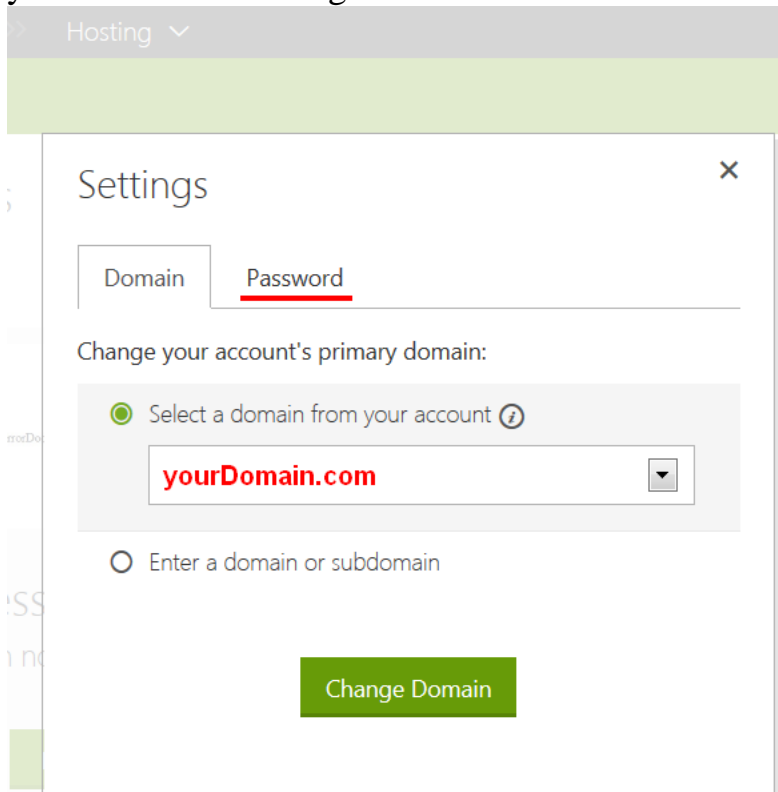 Hosting
Settings
Domain Password
Change your account's primary domain:
Select a domain from your account
yourDomain.com
Enter a domain or subdomain
Change Domain